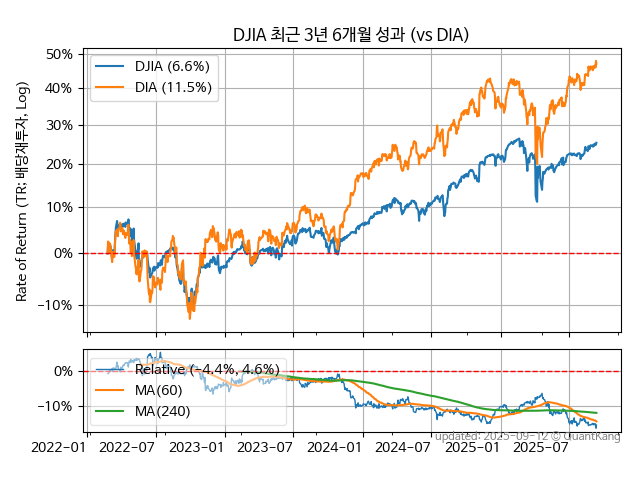 DJIA 최근 3년 6개월 성과 (vs DIA)
Rate of Return (TR: 배당재투자, Log)
50%
40%
30%
20%
10%
0%
−10%
DJIA (6.6%)
DIA (11.5%)
0%
−10%
Relative (−4.4%, 4.6%)
MA(60)
MA(240)
updated: 2025-09-12 © QuantKang
2022-01 2022-07 2023-01 2023-07 2024-01 2024-07 2025-01 2025-07